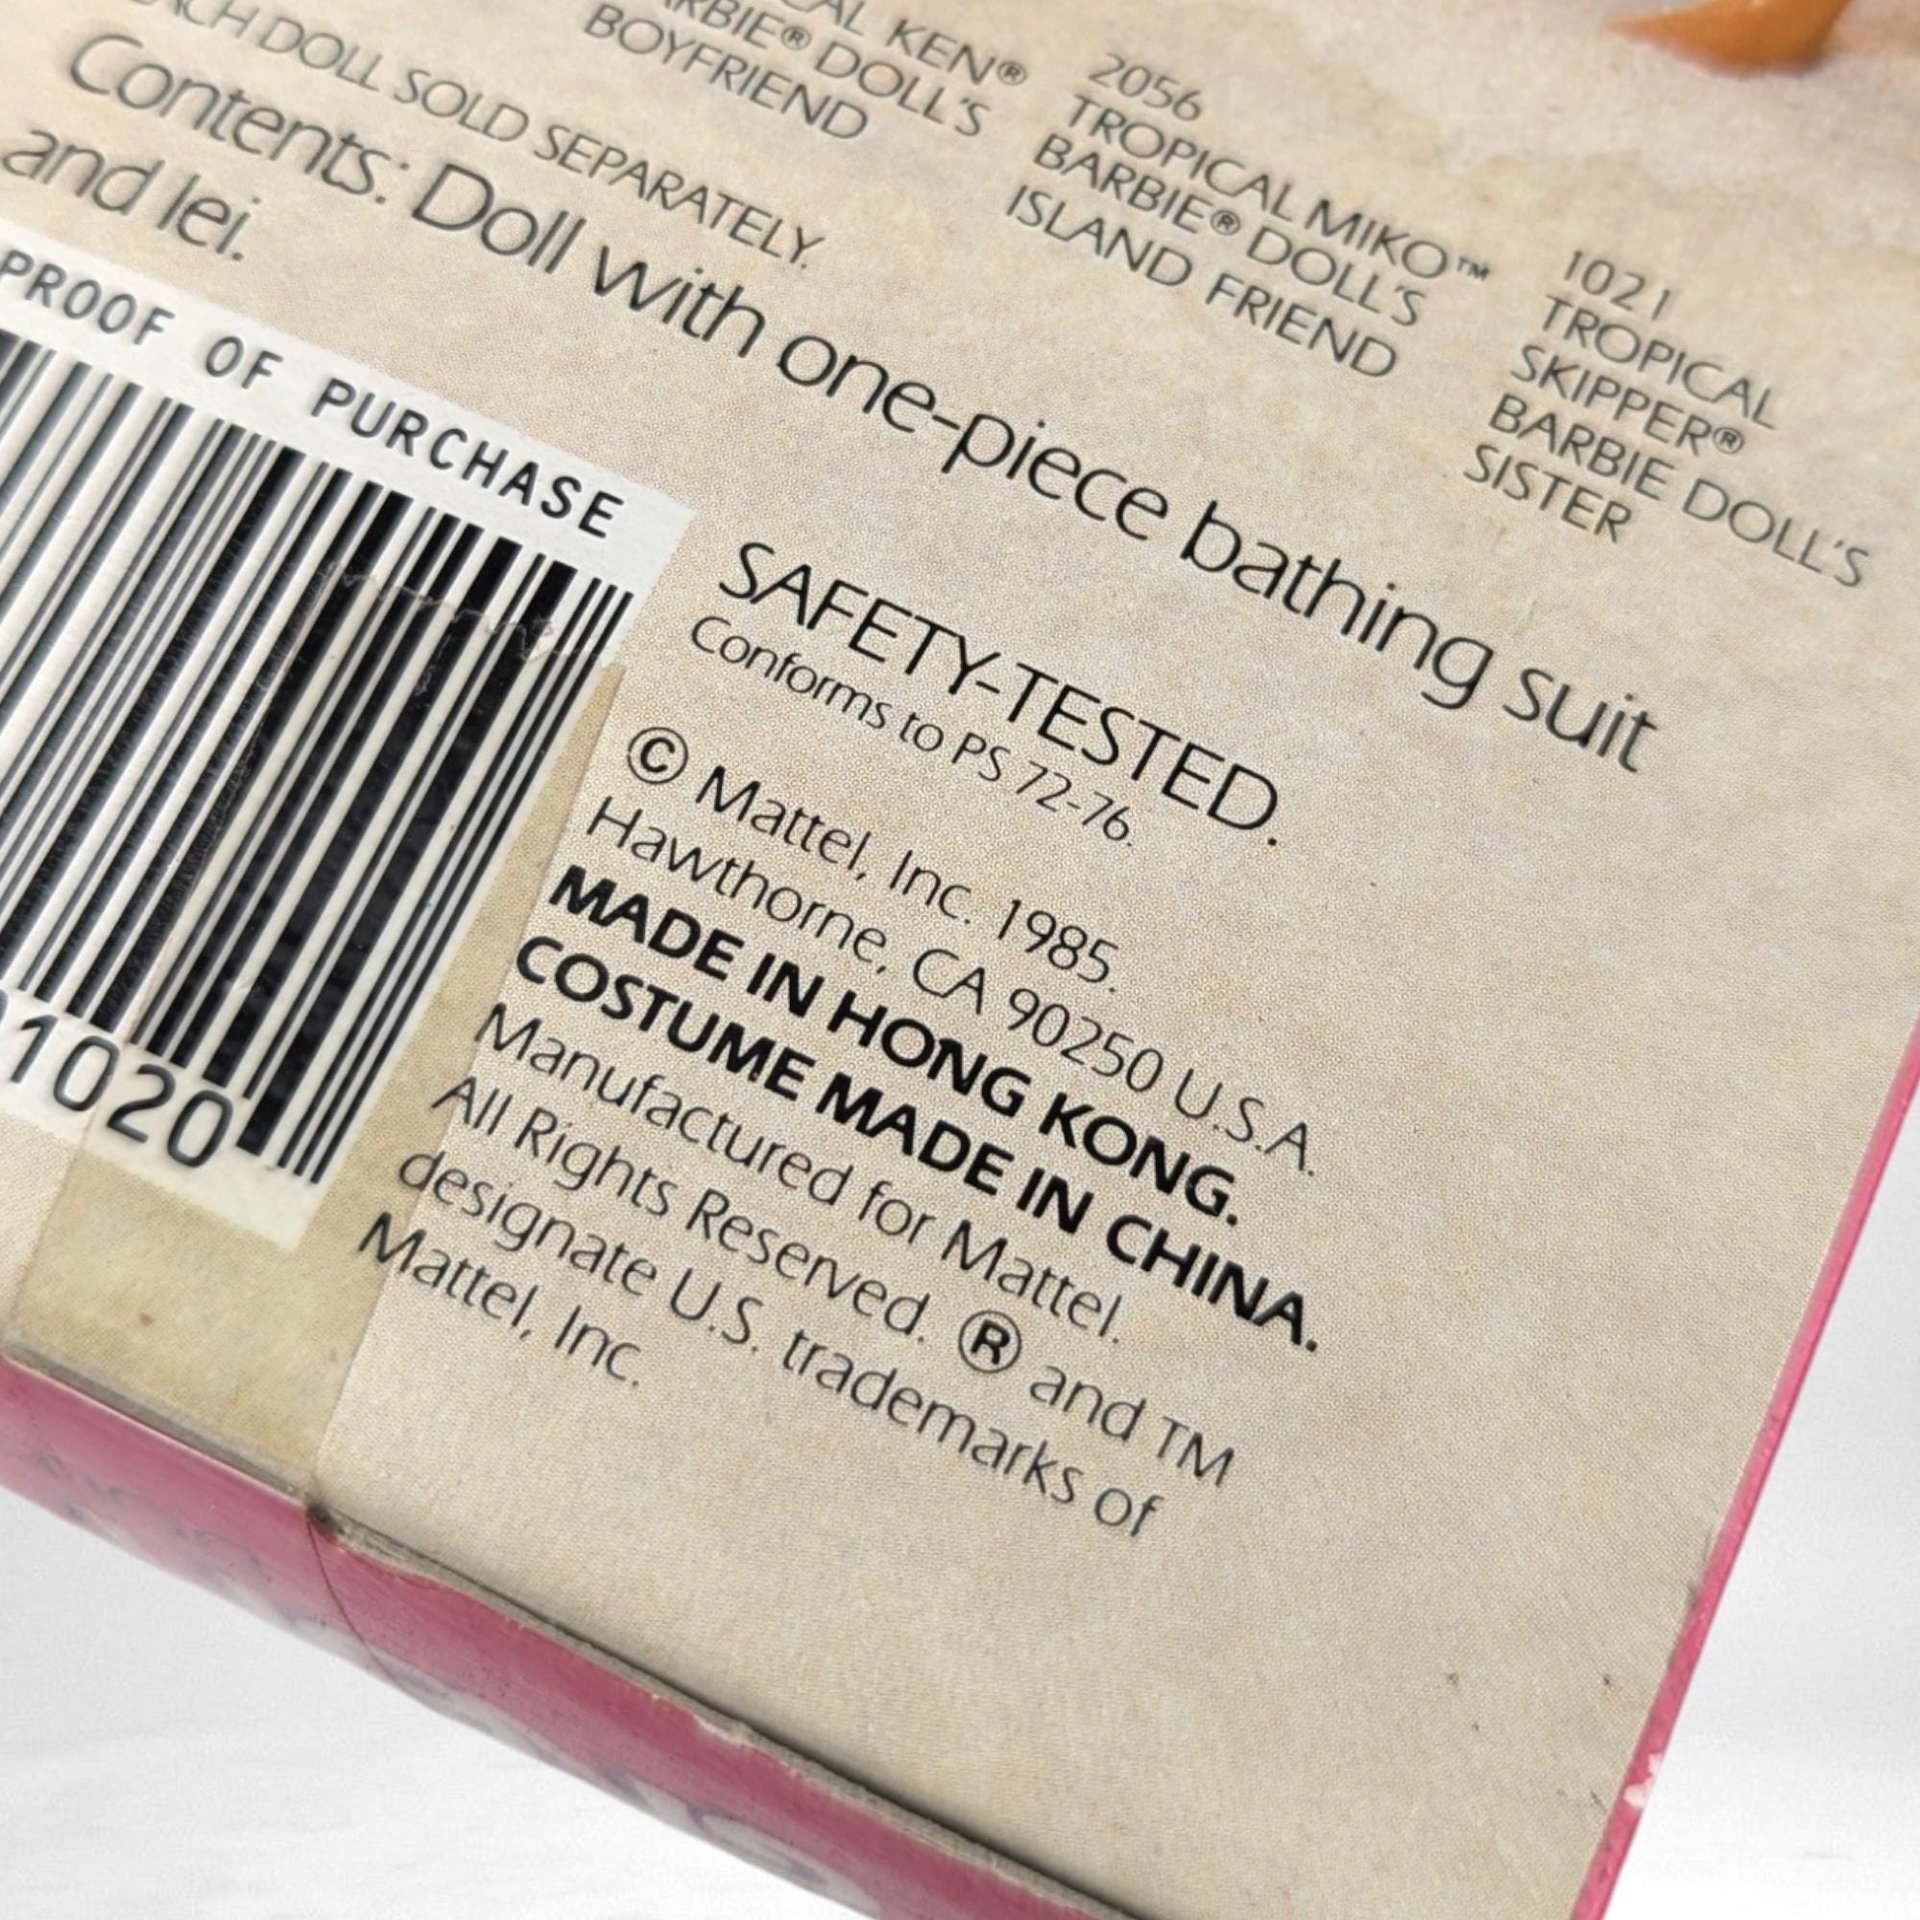 KEN®
DOLL'S
BOYFRIEND
2056
TROPICAL MIKO™
BARBIE® DOLL'S
ISLAND FRIEND
1021
TROPICAL
SKIPPER®
BARBIE DOLL'S
SISTER
DOLL SOLD SEPARATELY.
Contents: Doll with one-piece bathing suit
and lei.
PROOF OF PURCHASE
1020
SAFETY-TESTED.
Conforms to PS 72-76.
© Mattel, Inc. 1985.
Hawthorne, CA 90250 U.S.A.
MADE IN HONG KONG.
COSTUME MADE IN CHINA.
Manufactured for Mattel.
All Rights Reserved. ® and TM
designate U.S. trademarks of
Mattel, Inc.